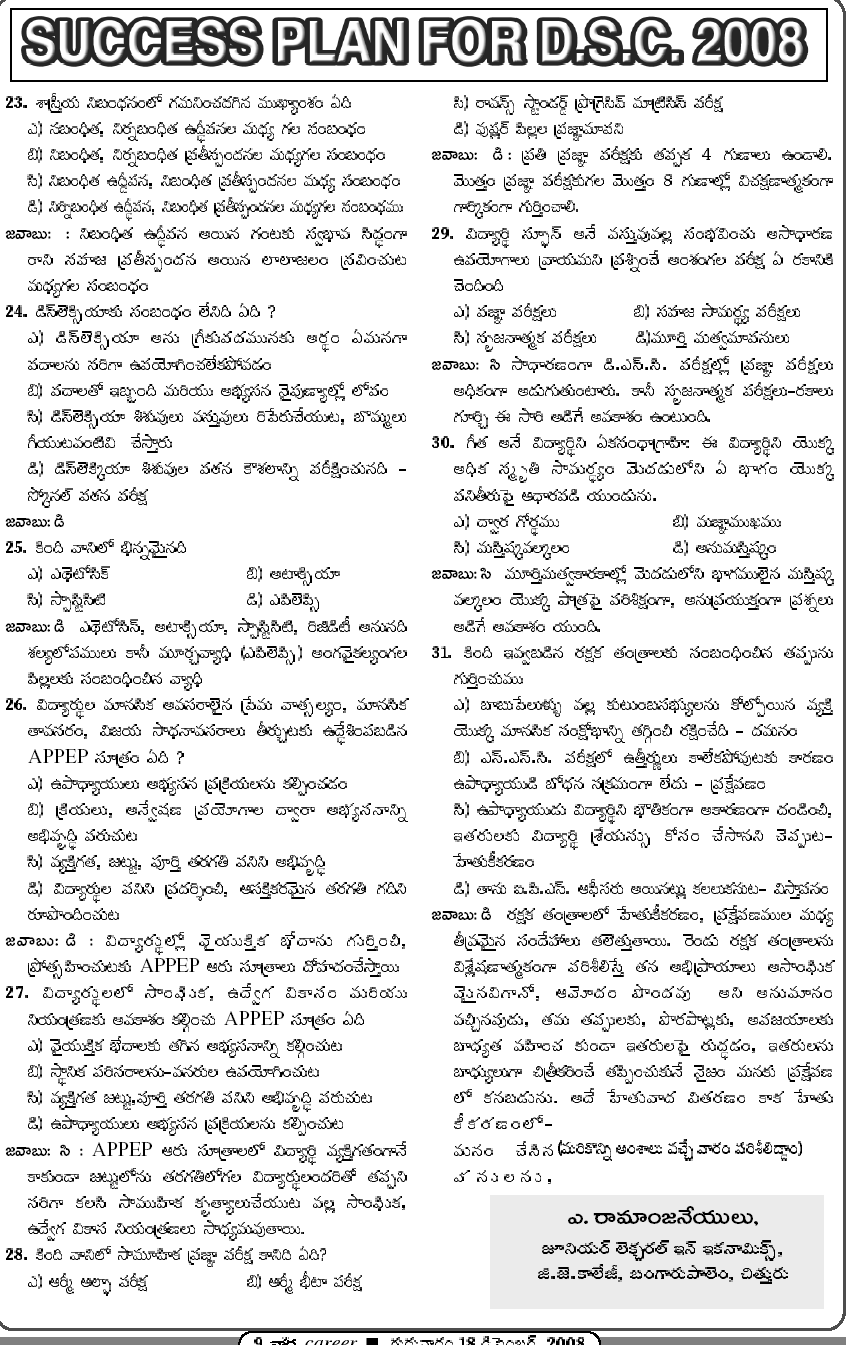 SUCCESS PLAN FOR D.S.C. 2008
23. శాస్త్రీయ నిబంధనంలో గమనించదగిన ముఖ్యాంశం ఏది
ఎ) నబంధిత, నిర్నబంధిత ఉద్దీపనల మధ్య గల సంబంధం
బి) నిబంధిత, నిర్నబంధిత ప్రతీస్పందనల మధ్యగల సంబంధం
సి) నిబంధిత ఉద్దీపన, నిబంధిత ప్రతీస్పందనల మధ్య సంబంధం
డి) నిర్నిబంధిత ఉద్దీపన, నిబంధిత ప్రతీస్పందనల మధ్యగల సంబంధము
జవాబు: : నిబంధిత ఉద్దీపన అయిన గంటకు స్వభావ సిద్ధంగా
రాని సహజ ప్రతీస్పందన అయిన లాలాజలం స్రవించుట
మధ్యగల సంబంధం
24. డిస్‌లెక్సియాకు సంబంధం లేనిది ఏది ?
ఎ) డిస్‌లెక్సియా అను గ్రీకుపదమునకు అర్థం ఏమనగా
పదాలను సరిగా ఉపయోగించలేకపోవడం
బి) పదాలతో ఇబ్బంది మరియు అభ్యసన నైపుణ్యాల్లో లోపం
సి) డిస్‌లెక్సియా శిశువులు వస్తువులు రిపేరుచేయుట, బొమ్మలు
గీయుటవంటివి చేస్తారు
డి) డిస్‌లెక్సియా శిశువుల పఠన కౌశలాన్ని పరీక్షించునది -
స్కోనల్ పఠన పరీక్ష
జవాబు: డి
25. కింది వానిలో భిన్నమైనది
ఎ) ఎథెటోసిక్ బి) అటాక్సియా
సి) స్పాస్టిసిటి డి) ఎపిలెప్సి
జవాబు: డి ఎథెటోసిన్, అటాక్సియా, స్పాస్టిసిటి, రిజిడిటీ అనునది
శల్యలోపములు కానీ మూర్ఛవ్యాధి (ఎపిలెప్సి) అంగవైకల్యంగల
పిల్లలకు సంబంధించిన వ్యాధి
26. విద్యార్థుల మానసిక అవసరాలైన ప్రేమ వాత్సల్యం, మానసిక
తావసరం, విజయ సాధనావసరాలు తీర్చుటకు ఉద్దేశింపబడిన
APPEP సూత్రం ఏది ?
ఎ) ఉపాధ్యాయులు అభ్యసన ప్రక్రియలను కల్పించడం
బి) క్రియలు, అన్వేషణ ప్రయోగాల ద్వారా అభ్యసనాన్ని
అభివృద్ధి పరుచుట
సి) వ్యక్తిగత, జట్టు, పూర్తి తరగతి పనిని అభివృద్ధి
డి) విద్యార్థుల పనిని ప్రదర్శించి, ఆసక్తికరమైన తరగతి గదిని
రూపొందించుట
జవాబు: డి : విద్యార్థుల్లో వైయుక్తిక భేదాను గుర్తించి,
ప్రోత్సహించుటకు APPEP ఆరు సూత్రాలు దోహదంచేస్తాయి
27. విద్యార్థులలో సాంఘిక, ఉద్వేగ వికాసం మరియు
నియంత్రణకు అవకాశం కల్గించు APPEP సూత్రం ఏది
ఎ) వైయుక్తిక భేదాలకు తగిన అభ్యసనాన్ని కల్గించుట
బి) స్థానిక పరిసరాలను-వనరుల ఉపయోగించుట
సి) వ్యక్తిగత జట్టు,పూర్తి తరగతి పనిని అభివృద్ధి పరుచుట
డి) ఉపాధ్యాయులు అభ్యసన ప్రక్రియలను కల్పించుట
జవాబు: సి : APPEP ఆరు సూత్రాలలో విద్యార్థి వ్యక్తిగతంగానే
కాకుండా జట్టులోను తరగతిలోగల విద్యార్థులందరితో తప్పని
సరిగా కలసి సాముహిక కృత్యాలుచేయుట వల్ల సాంఘిక,
ఉద్వేగ వికాస నియంత్రణలు సాధ్యమవుతాయి.
28. కింది వానిలో సామూహిక ప్రజ్ఞా పరీక్ష కానిది ఏది?
ఎ) ఆర్మీ ఆల్ఫా పరీక్ష బి) ఆర్మీ భీటా పరీక్ష
సి) రావన్స్ స్టాండర్డ్ ప్రొగ్రెసివ్ మాట్రిసిస్ పరీక్ష
డి) పుష్లర్ పిల్లల ప్రజ్ఞామాపని
జవాబు: డి : ప్రతి ప్రజ్ఞా పరీక్షకు తప్పక 4 గుణాలు ఉండాలి.
మొత్తం ప్రజ్ఞా పరీక్షకుగల మొత్తం 8 గుణాల్లో విచక్షణాత్మకంగా
గార్కికంగా గుర్తించాలి.
29. విద్యార్థి స్పూన్ అనే వస్తువువల్ల సంభవించు అసాధారణ
ఉపయోగాలు వ్రాయమని ప్రశ్నించే అంశంగల పరీక్ష ఏ రకానికి
చెందింది
ఎ) ప్రజ్ఞా పరీక్షలు బి) సహజ సామర్థ్య పరీక్షలు
సి) సృజనాత్మక పరీక్షలు డి)మూర్తి మత్వమాపనులు
జవాబు: సి సాధారణంగా డి.ఎస్.సి. పరీక్షల్లో ప్రజ్ఞా పరీక్షలు
అధికంగా అడుగుతుంటారు. కానీ సృజనాత్మక పరీక్షలు-రకాలు
గూర్చి ఈ సారి అడిగే అవకాశం ఉంటుంది.
30. గీత అనే విద్యార్థిని ఏకసంథాగ్రాహి: ఈ విద్యార్థిని యొక్క
అధిక స్మృతి సామర్థ్యం మెదడులోని ఏ భాగం యొక్క
పనితీరుపై ఆధారపడి యుండును.
ఎ) ద్వార గోర్థము బి) మజ్జాముఖము
సి) మస్తిష్కవల్కలం డి) అనుమస్తిష్కం
జవాబు: సి మూర్తిమత్వకారకాల్లో మెదడులోని భాగములైన మస్తిష్క
వల్కలం యొక్క పాత్రపై పరిశీక్షంగా, అనుప్రయుక్తంగా ప్రశ్నలు
అడిగే అవకాశం యుంది.
31. కింది ఇవ్వబడిన రక్షక తంత్రాలకు సంబంధించిన తప్పును
గుర్తించుము
ఎ) బాబుపేలుళ్ళు వల్ల కుటుంబసభ్యులను కోల్పోయిన వ్యక్తి
యొక్క మానసిక సంక్షోభాన్ని తగ్గించి రక్షించేది - దమనం
బి) ఎస్.ఎస్.సి. పరీక్షలో ఉత్తీర్ణులు కాలేకపోవుటకు కారణం
ఉపాధ్యాయుడి బోధన సక్రమంగా లేదు - ప్రక్షేపణం
సి) ఉపాధ్యాయుడు విద్యార్థిని భౌతికంగా అకారణంగా దండించి,
ఇతరులకు విద్యార్థి శ్రేయస్సు కోసం చేసానని చెప్పుట-
హేతుకీకరణం
డి) తాను ఐ.పి.ఎస్. ఆఫీసరు అయినట్లు కలలుకనుట- విస్తాపనం
జవాబు: డి రక్షక తంత్రాలలో హేతుకీకరణం, ప్రక్షేపణముల మధ్య
తీవ్రమైన సందేహాలు తలెత్తుతాయి. రెండు రక్షక తంత్రాలను
విశ్లేషణాత్మకంగా పరిశీలిస్తే తన అభిప్రాయాలు అసాంఘిక
మైనవిగానో, ఆమోదం పొందవు అని అనుమానం
వచ్చినపుడు, తమ తప్పులకు, పొరపాట్లకు, అపజయాలకు
బాధ్యత వహించ కుండా ఇతరులపై రుద్దడం, ఇతరులను
బాధ్యులుగా చిత్రీకరించే తప్పించుకునే నైజం మనకు ప్రక్షేపణ
లో కనబడును. అదే హేతువాద వితరణం కాక హేతు
కీకరణంలో-
మనం చేసిన (మరికొన్ని అంశాలు వచ్చే వారం పరిశీలిద్దాం)
పనులను,
ఎ. రామాంజనేయులు,
జూనియర్ లెక్చరల్ ఇన్ ఇకనామిక్స్,
జి.జె.కాలేజీ, బంగారుపాలెం, చిత్తురు
9 వార్త career ■ గురువారం 18 డిసెంబర్ 2008